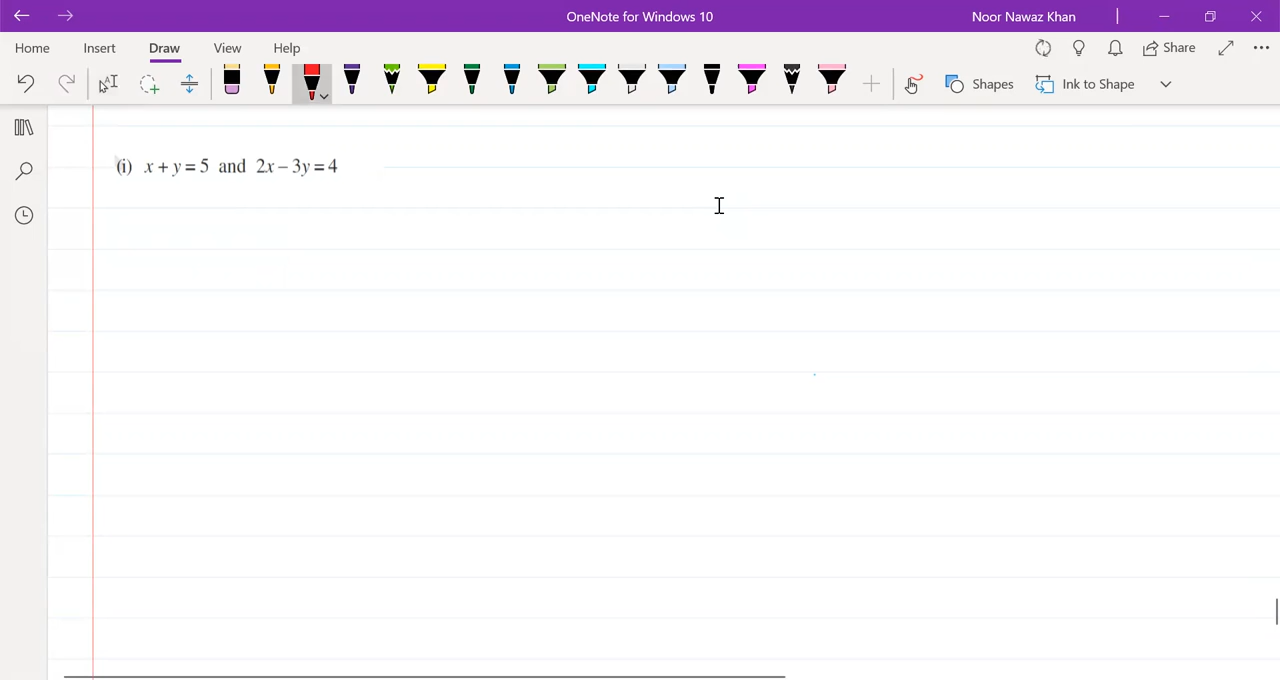 OneNote for Windows 10
Noor Nawaz Khan
Home Insert Draw View Help
Share
Shapes
Ink to Shape
(i) x + y = 5 and 2x – 3y = 4